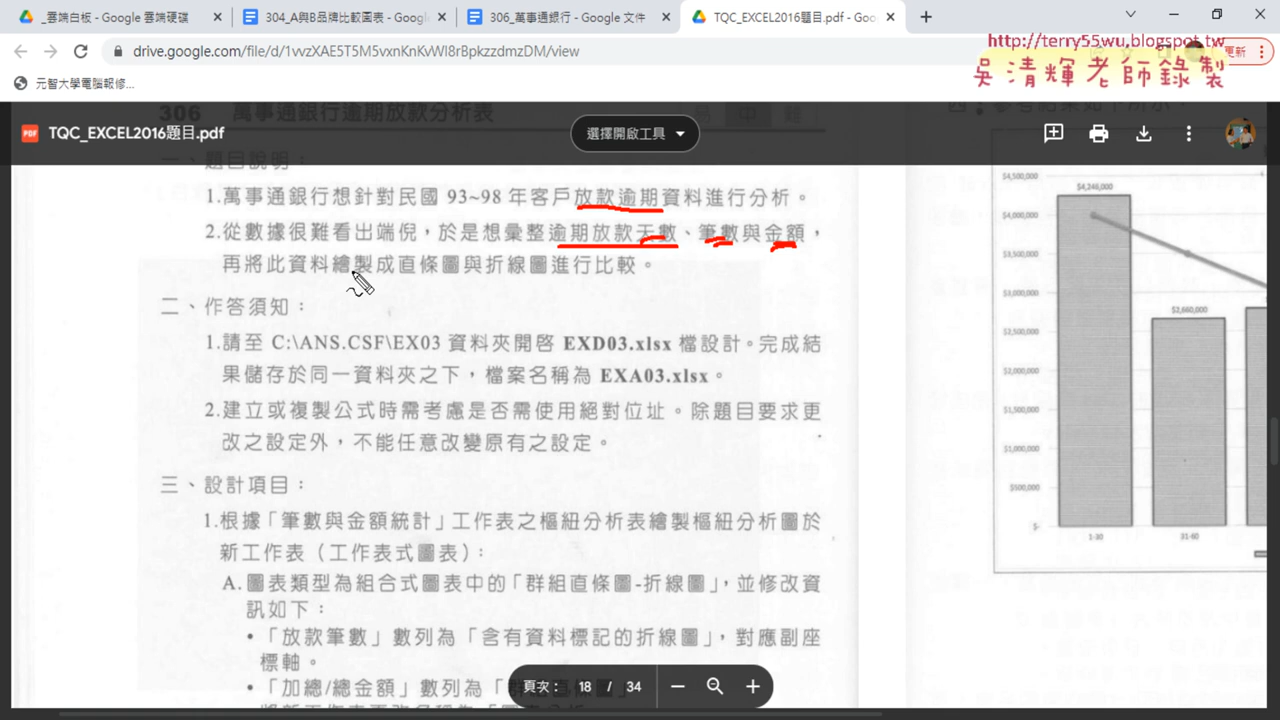 _雲端白板 - Google 雲端硬碟
304_A與B品牌比較圖表 - Google
306_萬事通銀行 - Google 文件
TQC_EXCEL2016題目.pdf - Goo
drive.google.com/file/d/1vvzXAE5T5M5vxnKnKvWI8rBpkzzdmzDM/view
更新
http://terry55wu.blogspot.tw
吳清輝老師錄製
元智大學電腦報修...
306 萬事通銀行逾期放款分析表
TQC_EXCEL2016題目.pdf
選擇開啟工具
一、題目說明：
1.萬事通銀行想針對民國 93~98 年客戶放款逾期資料進行分析。
2.從數據很難看出端倪，於是想彙整逾期放款天數、筆數與金額，
再將此資料繪製成直條圖與折線圖進行比較。
二、作答須知：
1.請至 C:\ANS.CSF\EX03 資料夾開啓 EXD03.xlsx 檔設計。完成結
果儲存於同一資料夾之下，檔案名稱為 EXA03.xlsx。
2.建立或複製公式時需考慮是否需使用絕對位址。除題目要求更
改之設定外，不能任意改變原有之設定。
三、設計項目：
1.根據「筆數與金額統計」工作表之樞紐分析表繪製樞紐分析圖於
新工作表（工作表式圖表）：
A.圖表類型為組合式圖表中的「群組直條圖-折線圖」，並修改資
訊如下：
•「放款筆數」數列為「含有資料標記的折線圖」，對應副座
標軸。
•「加總/總金額」數列為「群
頁次： 18 / 34
$4,500,000
$4,248,000
$4,000,000
$3,500,000
$3,000,000
$2,660,000
$2,500,000
$2,000,000
$1,500,000
$1,000,000
$500,000
$-
1-30
31-60